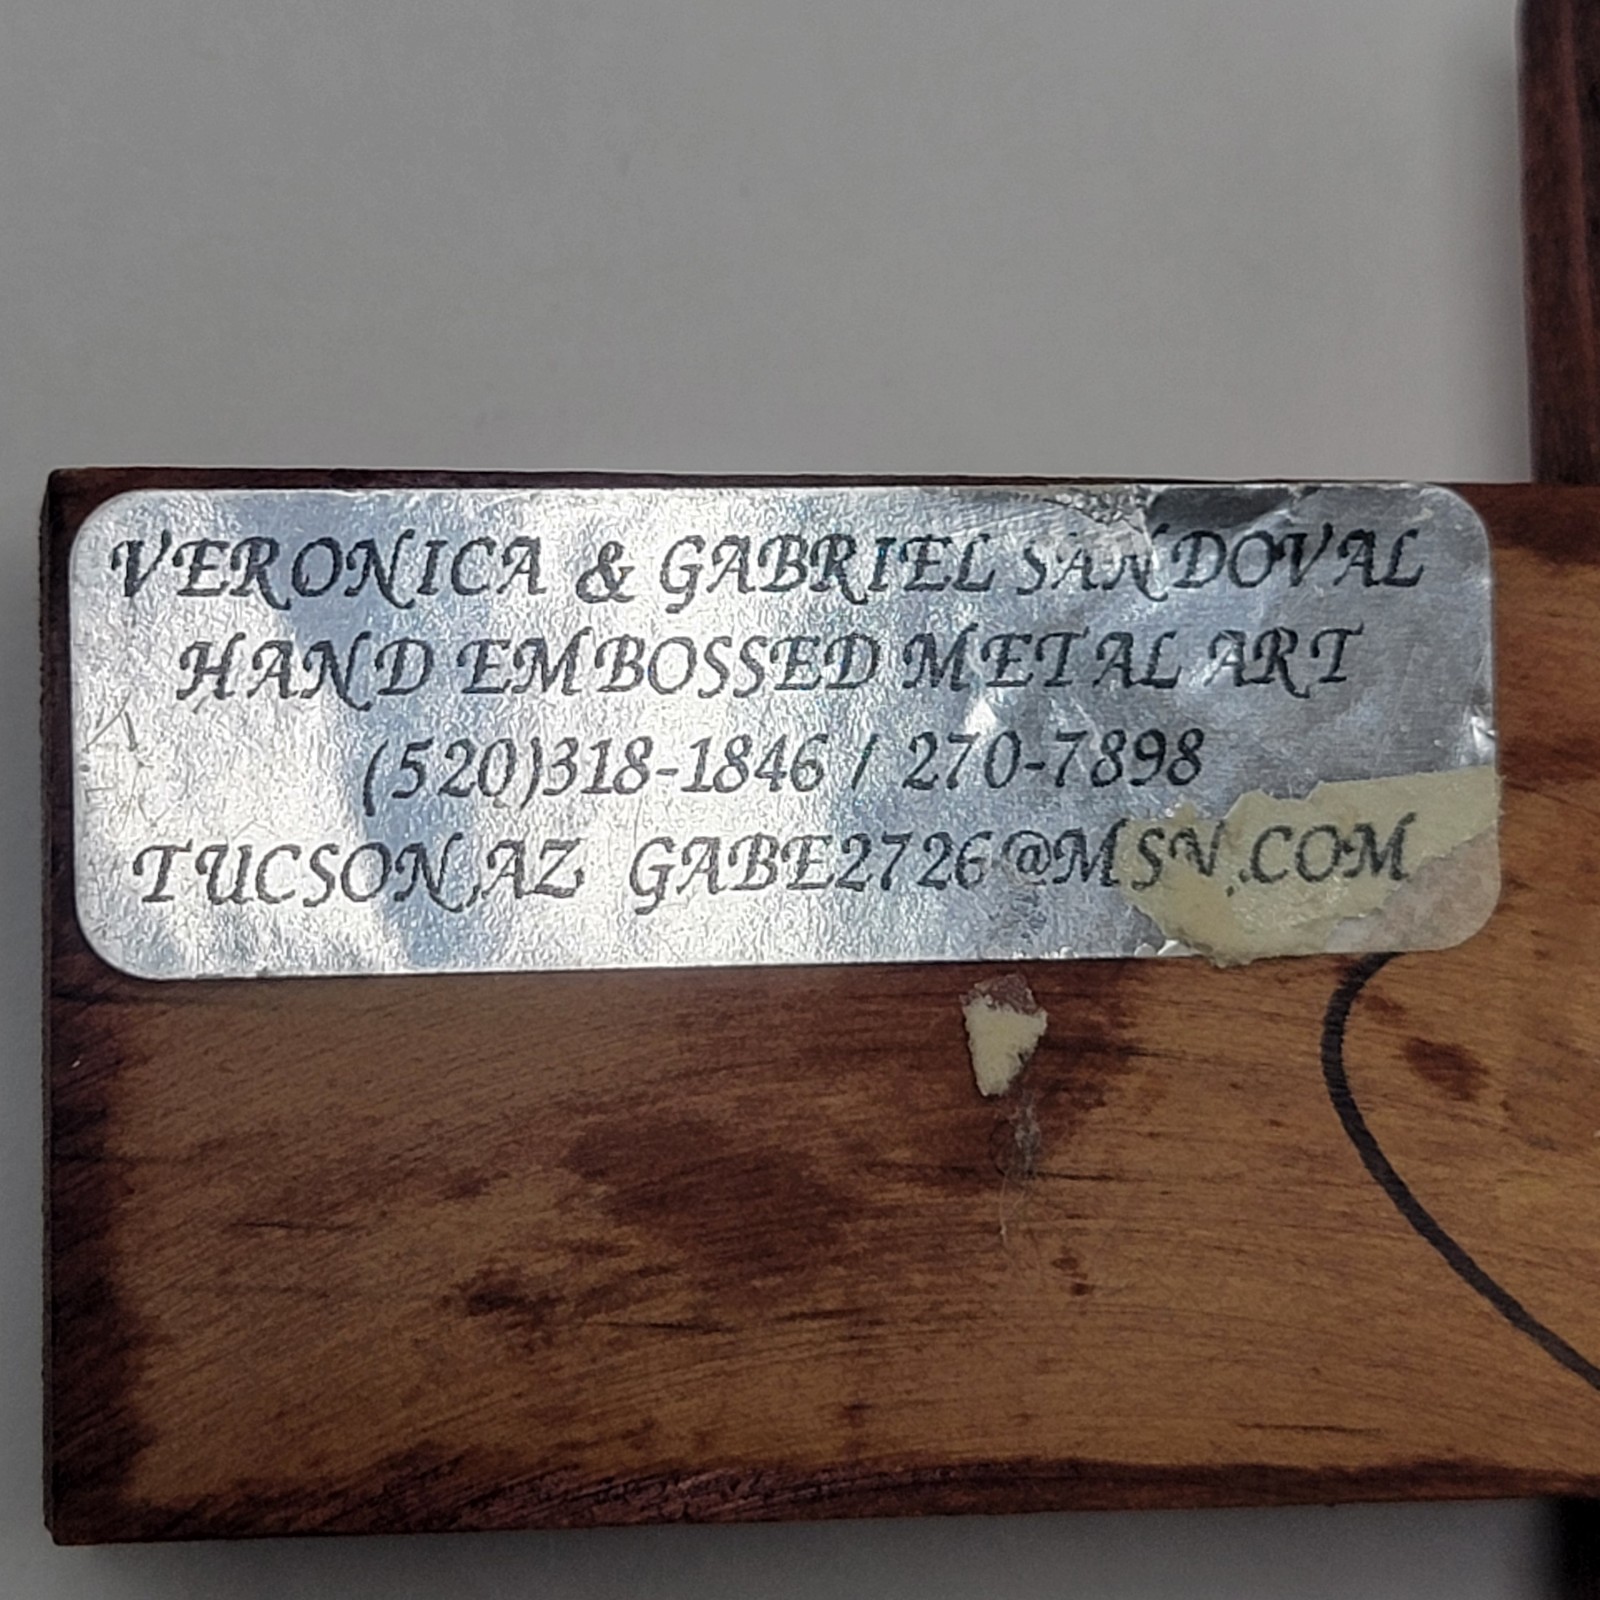 VERONICA & GABRIEL SANDOVAL
HAND EMBOSSED METAL ART
(520)318-1846 / 270-7898
TUCSON,AZ GABE2726@MSN.COM